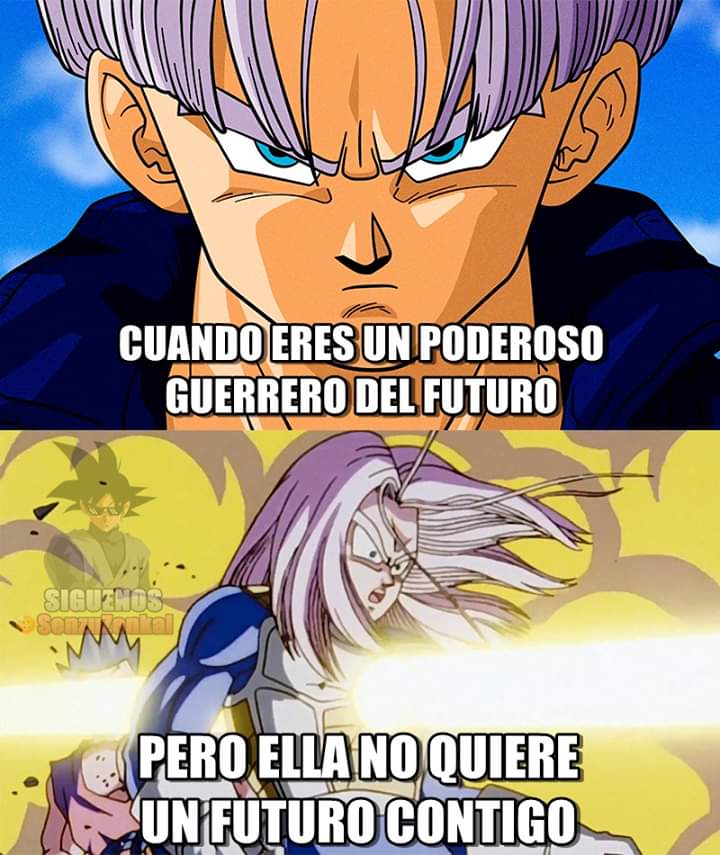 CUANDO ERES UN PODEROSO
GUERRERO DEL FUTURO
SIGUENOS
PERO ELLA NO QUIERE
UN FUTURO CONTIGO